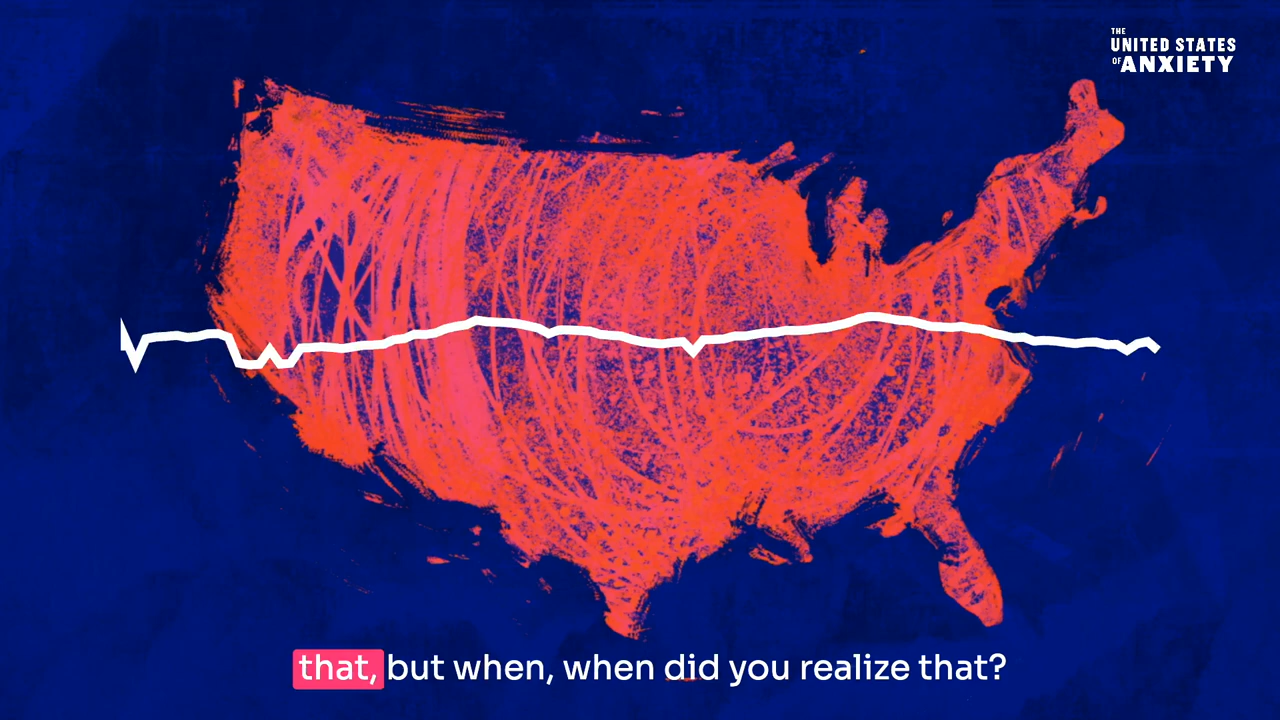 THE
UNITED STATES
OF ANXIETY
that, but when, when did you realize that?